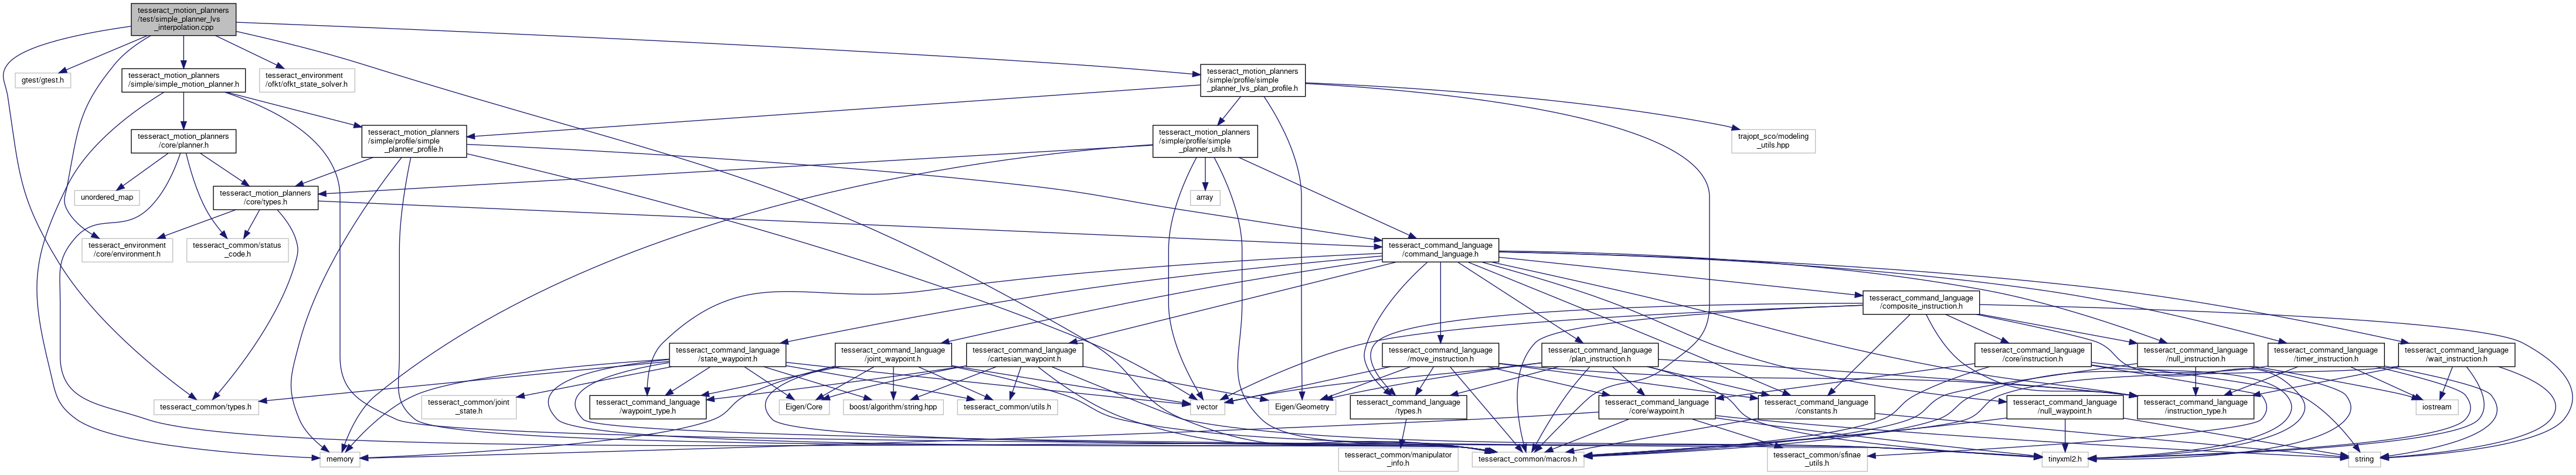 tesseract_motion_planners
/test/simple_planner_lvs
_interpolation.cpp
gtest/gtest.h
tesseract_motion_planners
/simple/simple_motion_planner.h
tesseract_environment
/ofkt/ofkt_state_solver.h
tesseract_motion_planners
/simple/profile/simple
_planner_lvs_plan_profile.h
tesseract_motion_planners
/core/planner.h
tesseract_motion_planners
/simple/profile/simple
_planner_profile.h
tesseract_motion_planners
/simple/profile/simple
_planner_utils.h
trajopt_sco/modeling
_utils.hpp
unordered_map
tesseract_motion_planners
/core/types.h
array
tesseract_environment
/core/environment.h
tesseract_common/status
_code.h
tesseract_command_language
/command_language.h
tesseract_command_language
/composite_instruction.h
tesseract_command_language
/state_waypoint.h
tesseract_command_language
/joint_waypoint.h
tesseract_command_language
/cartesian_waypoint.h
tesseract_command_language
/move_instruction.h
tesseract_command_language
/plan_instruction.h
tesseract_command_language
/core/instruction.h
tesseract_command_language
/null_instruction.h
tesseract_command_language
/timer_instruction.h
tesseract_command_language
/wait_instruction.h
tesseract_common/types.h
tesseract_common/joint
_state.h
tesseract_command_language
/waypoint_type.h
Eigen/Core
boost/algorithm/string.hpp
tesseract_common/utils.h
vector
Eigen/Geometry
tesseract_command_language
/types.h
tesseract_command_language
/core/waypoint.h
tesseract_command_language
/constants.h
tesseract_command_language
/null_waypoint.h
tesseract_command_language
/instruction_type.h
iostream
memory
tesseract_common/manipulator
_info.h
tesseract_common/macros.h
tesseract_common/sfinae
_utils.h
tinyxml2.h
string